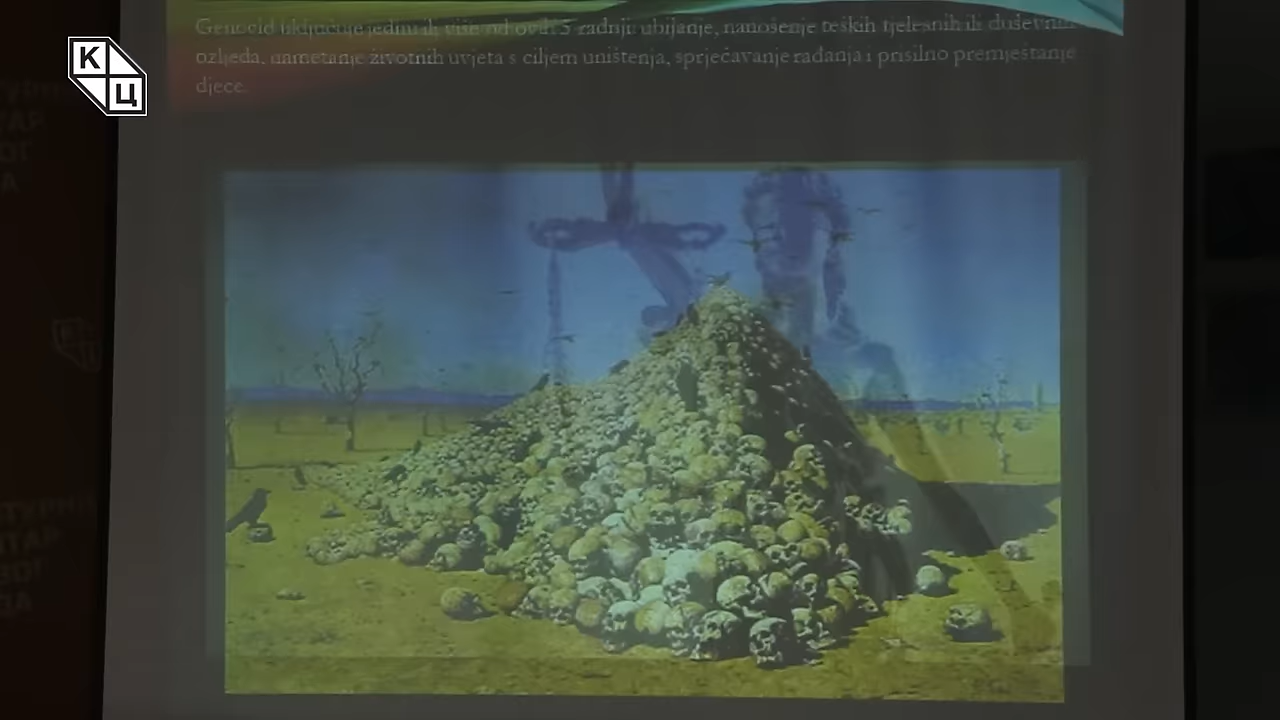 Genocid uključuje jednu ili više od ovih 5 radnji: ubijanje, nanošenje teških tjelesnih ili duševnih
ozljeda, nametanje životnih uvjeta s ciljem uništenja, sprječavanje rađanja i prisilno premještanje
djece.
К
Ц